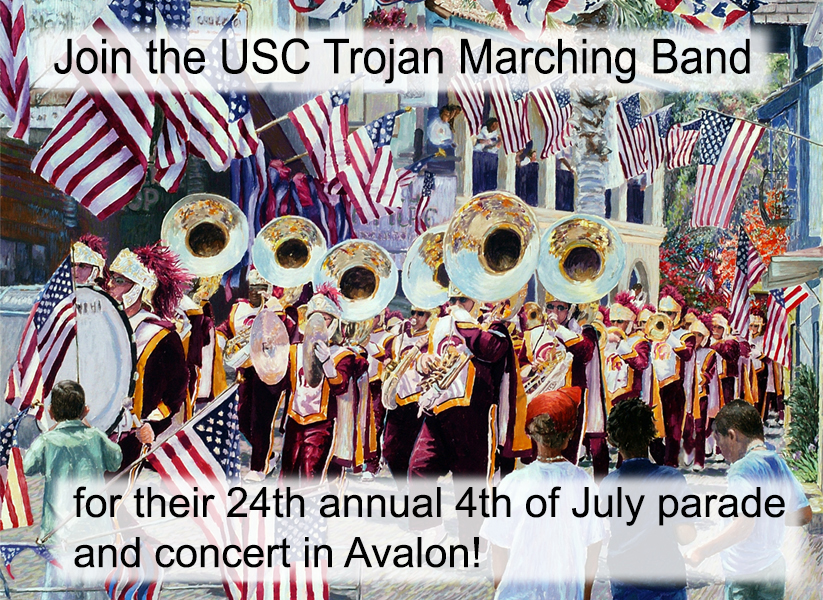 Join the USC Trojan Marching Band
for their 24th annual 4th of July parade
and concert in Avalon!